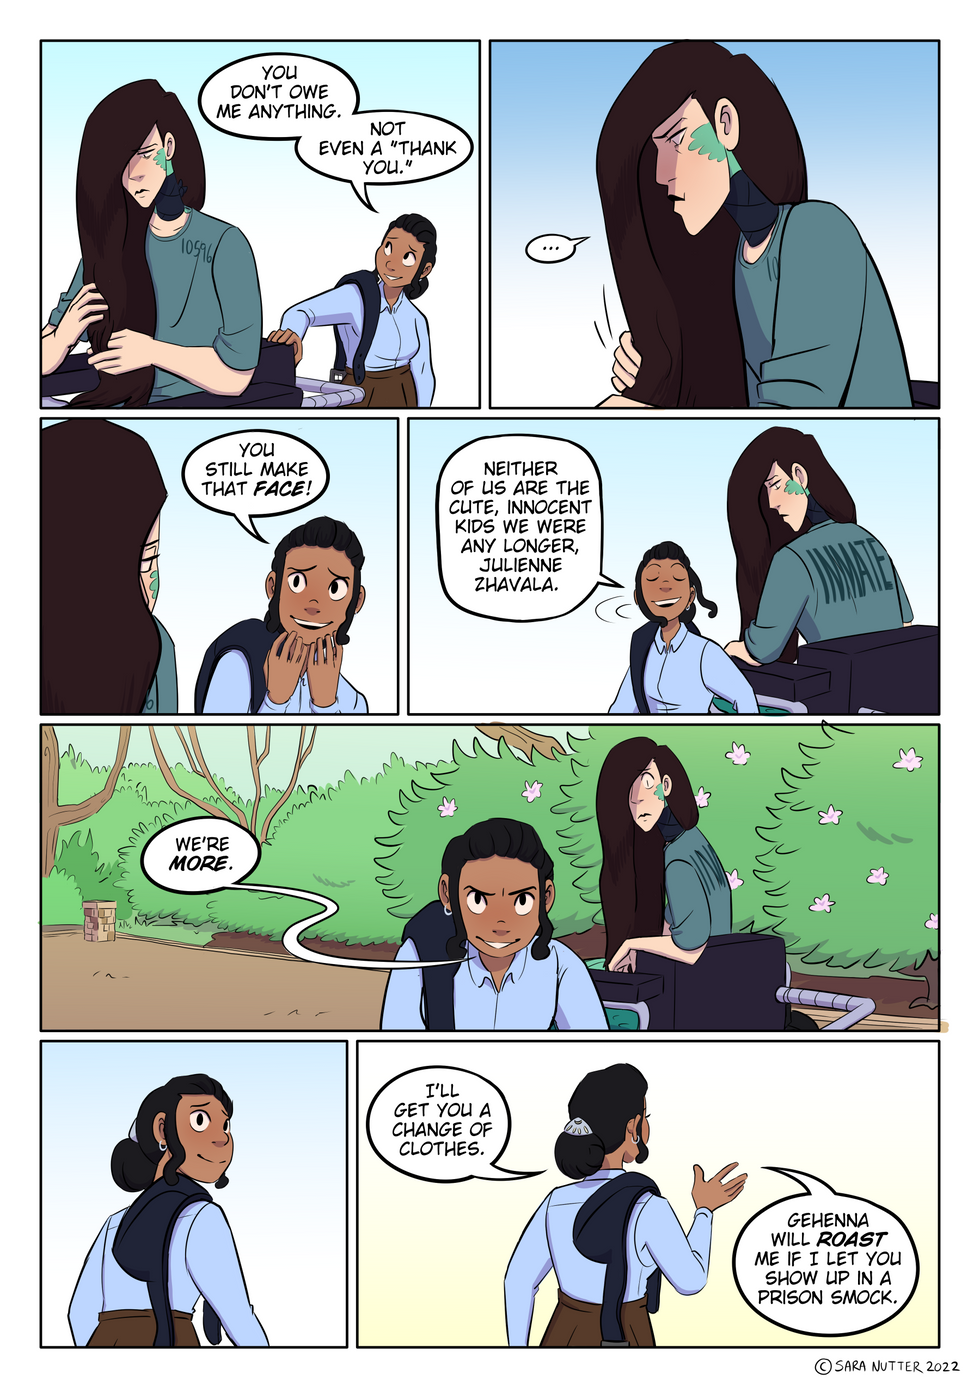 YOU
DON'T OWE
ME ANYTHING.
NOT
EVEN A "THANK
YOU."
10596
...
10
YOU
STILL MAKE
THAT FACE!
NEITHER
OF US ARE THE
CUTE, INNOCENT
KIDS WE WERE
ANY LONGER,
JULIENNE
ZHAVALA.
INMATE
WE'RE
MORE.
INM
I'LL
GET YOU A
CHANGE OF
CLOTHES.
GEHENNA
WILL ROAST
ME IF I LET YOU
SHOW UP IN A
PRISON SMOCK.
© SARA NUTTER 2022